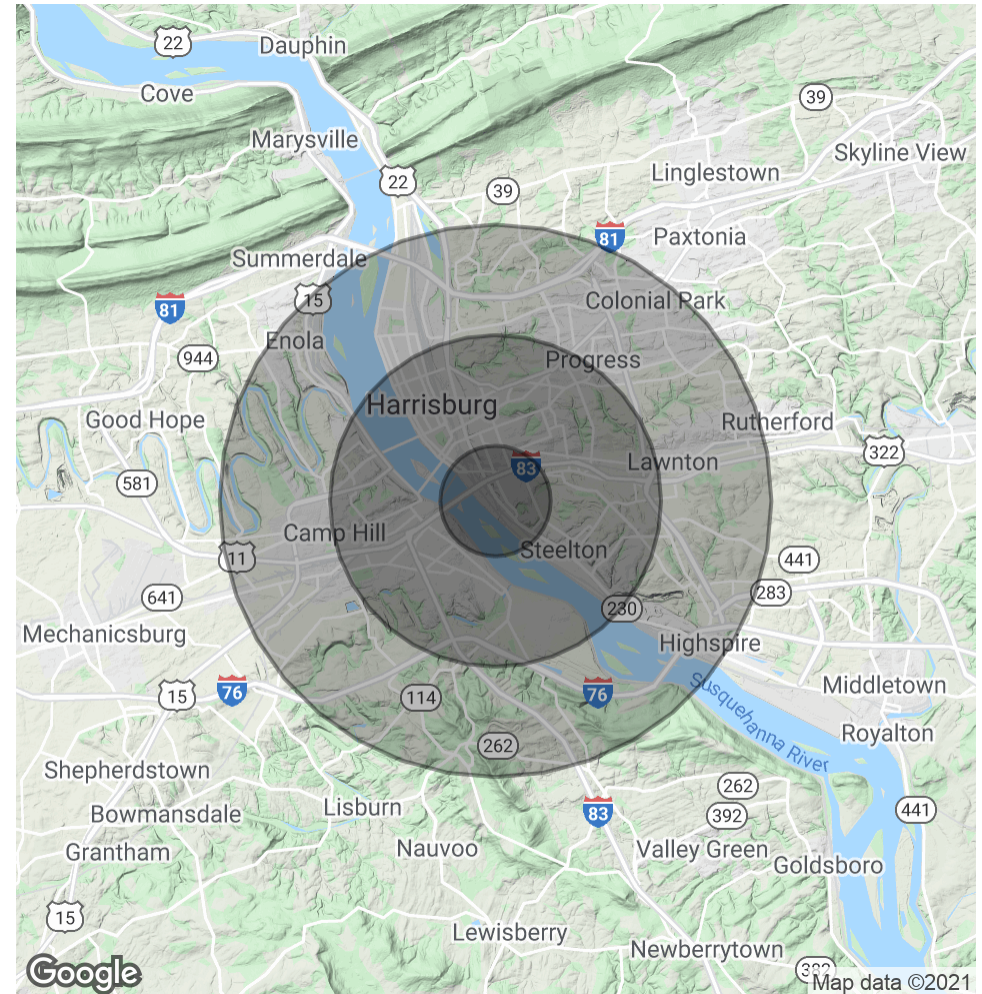 22
Dauphin
Cove
39
Marysville
Skyline View
Linglestown
22
39
81
Paxtonia
Summerdale
15
81
Colonial Park
Enola
944
Progress
Harrisburg
Good Hope
Rutherford
322
83
Lawnton
581
Camp Hill
11
Steelton
441
283
641
230
Mechanicsburg
Highspire
15
76
114
76
Susquehanna River
Middletown
Royalton
262
Shepherdstown
262
Bowmansdale
Lisburn
83
392
441
Grantham
Nauvoo
Valley Green
Goldsboro
15
Lewisberry
Newberrytown
382
Google
Map data ©2021